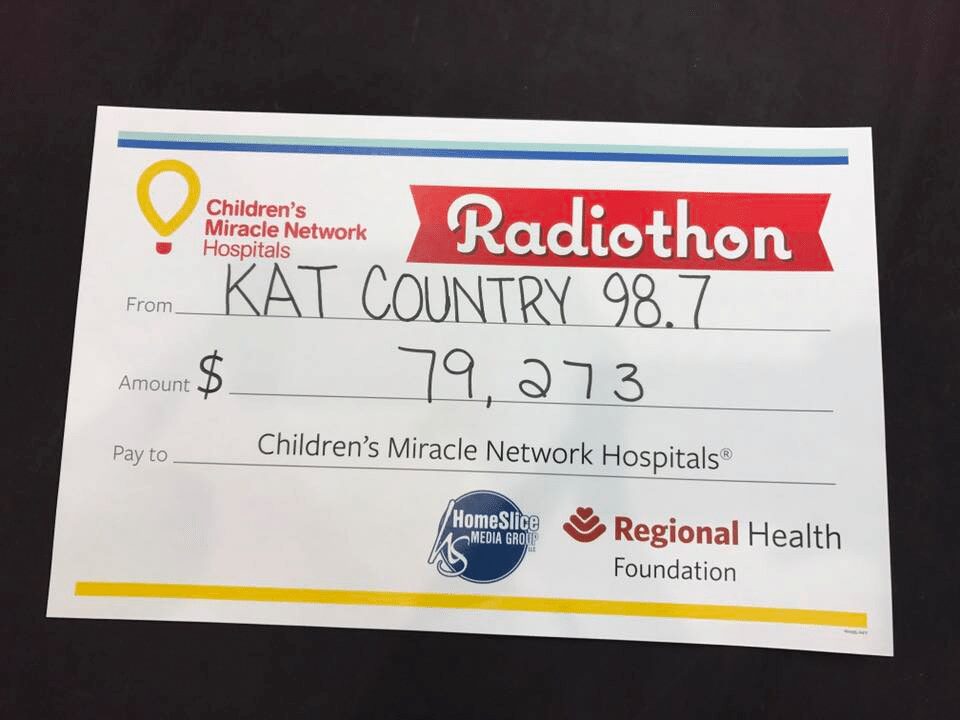 Children's
Miracle Network
Hospitals
Radiothon
From KAT COUNTRY 98.7
Amount $ 79,273
Pay to Children's Miracle Network Hospitals®
HomeSlice
MEDIA GROUP
LLC
Regional Health
Foundation